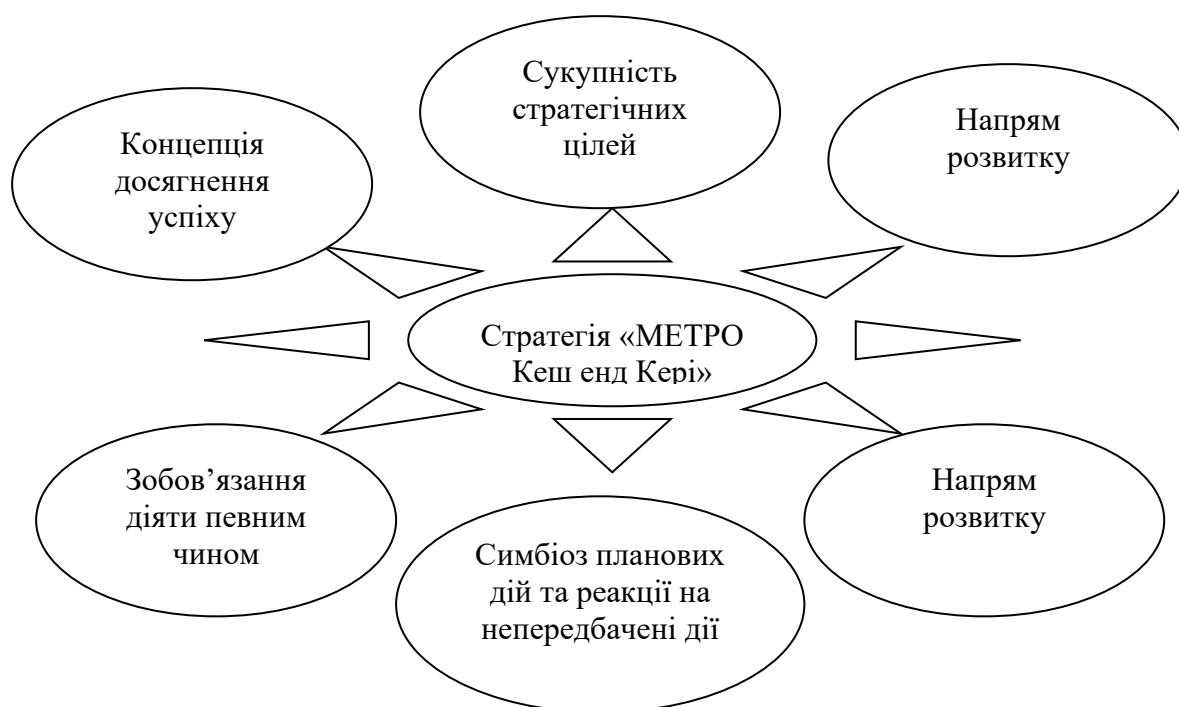 Сукупність
стратегічних
цілей
Концепція
досягнення
успіху
Напрям
розвитку
Стратегія «МЕТРО
Кеш енд Кері»
Зобов’язання
діяти певним
чином
Напрям
розвитку
Симбіоз планових
дій та реакції на
непередбачені дії